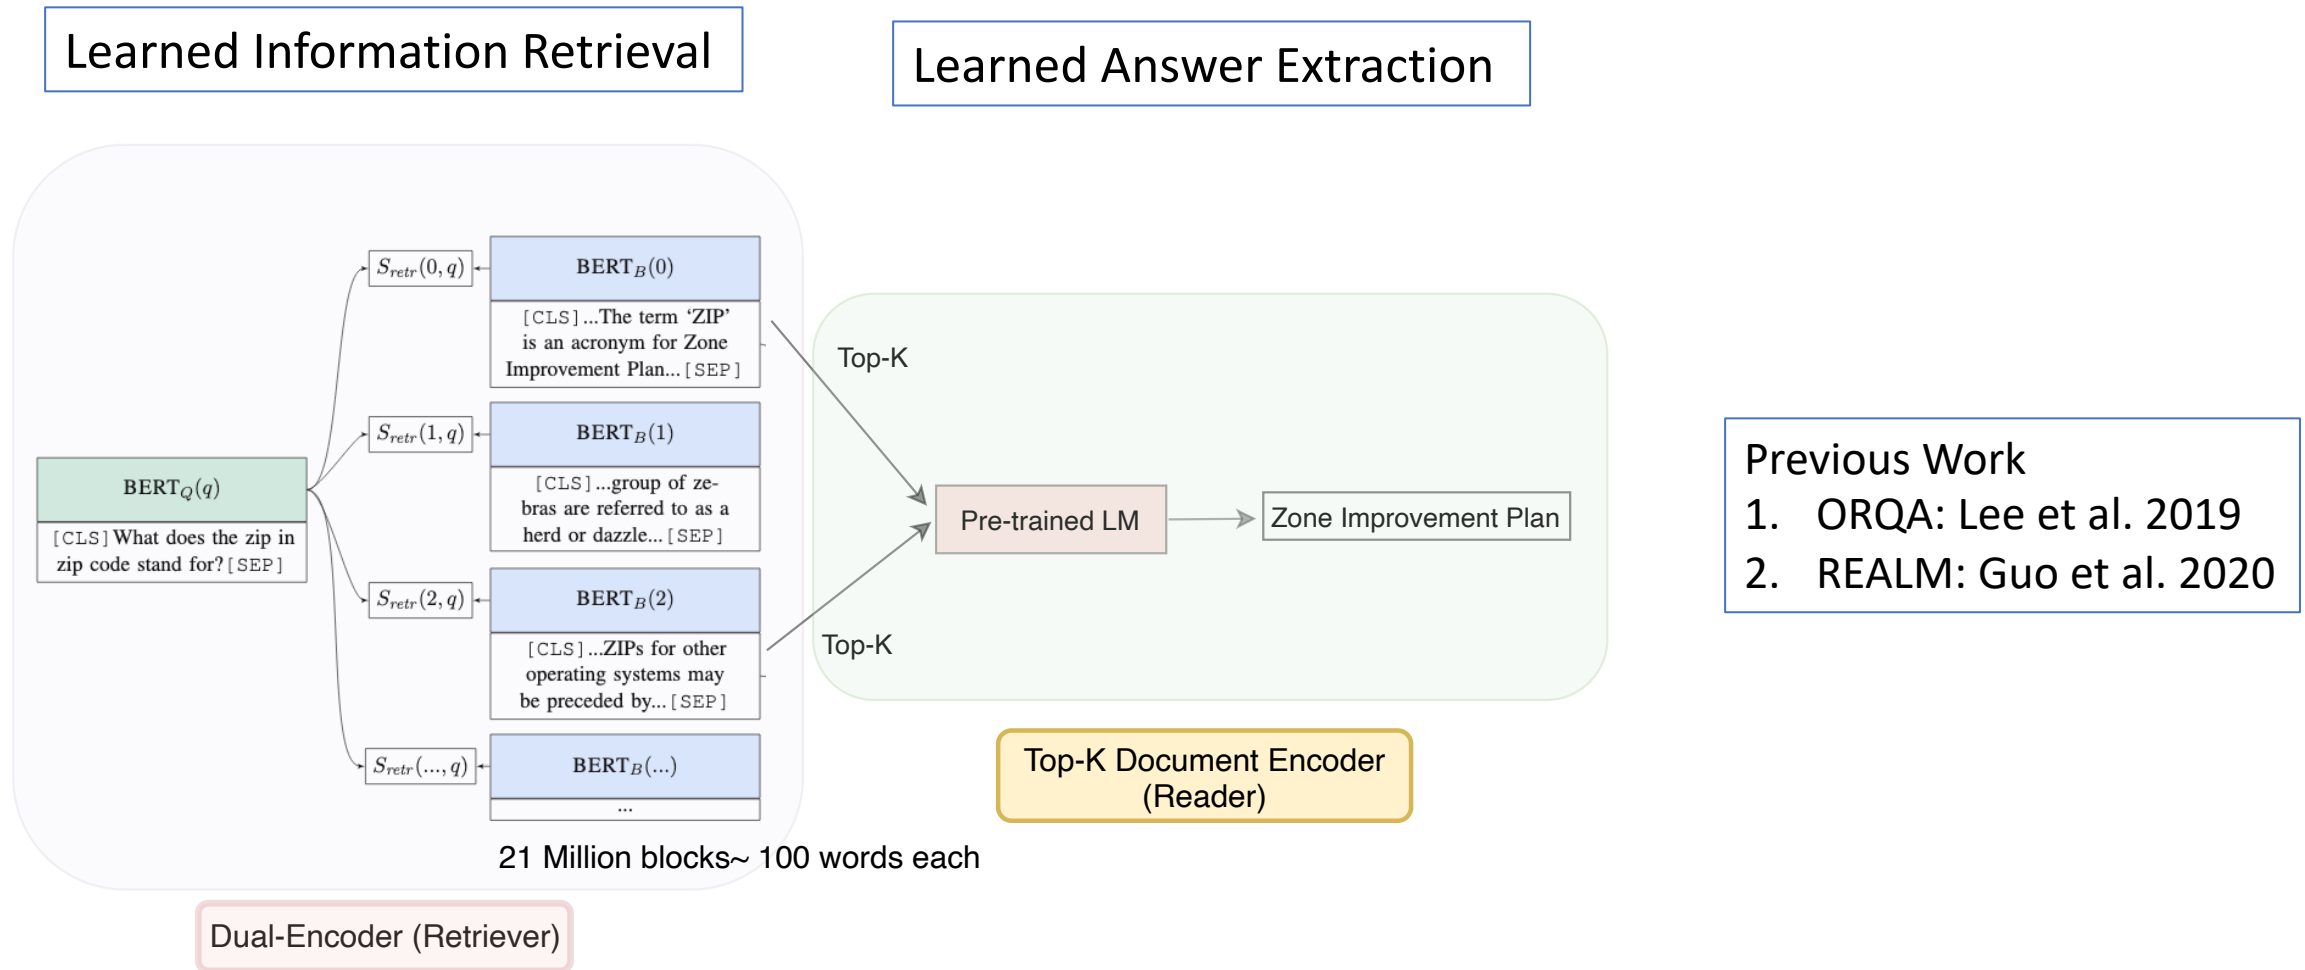 Learned Information Retrieval
Learned Answer Extraction
BERT_Q(q)
[CLS]What does the zip in
zip code stand for?[SEP]
S_retr(0, q)
BERT_B(0)
[CLS]...The term ‘ZIP’
is an acronym for Zone
Improvement Plan...[SEP]
S_retr(1, q)
BERT_B(1)
[CLS]...group of ze-
bras are referred to as a
herd or dazzle...[SEP]
S_retr(2, q)
BERT_B(2)
[CLS]...ZIPs for other
operating systems may
be preceded by...[SEP]
S_retr(..., q)
BERT_B(...)
...
21 Million blocks~ 100 words each
Dual-Encoder (Retriever)
Top-K
Top-K
Pre-trained LM
Zone Improvement Plan
Top-K Document Encoder
(Reader)
Previous Work
1. ORQA: Lee et al. 2019
2. REALM: Guo et al. 2020